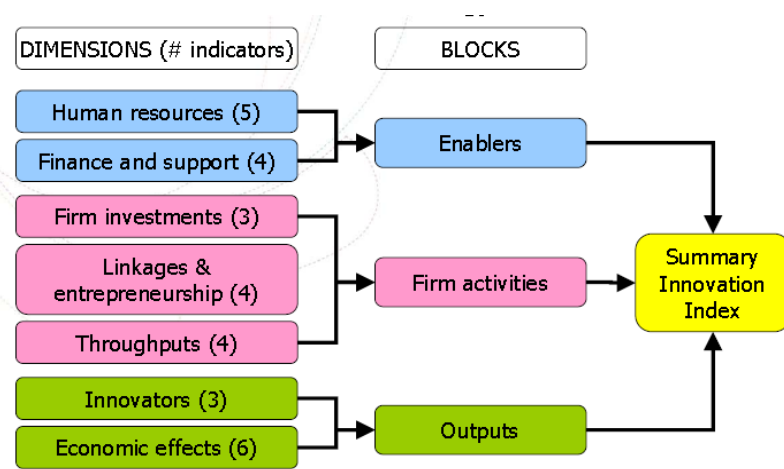 DIMENSIONS (# indicators)
BLOCKS
Human resources (5)
Finance and support (4)
Enablers
Firm investments (3)
Linkages &
entrepreneurship (4)
Throughputs (4)
Firm activities
Innovators (3)
Economic effects (6)
Outputs
Summary
Innovation
Index